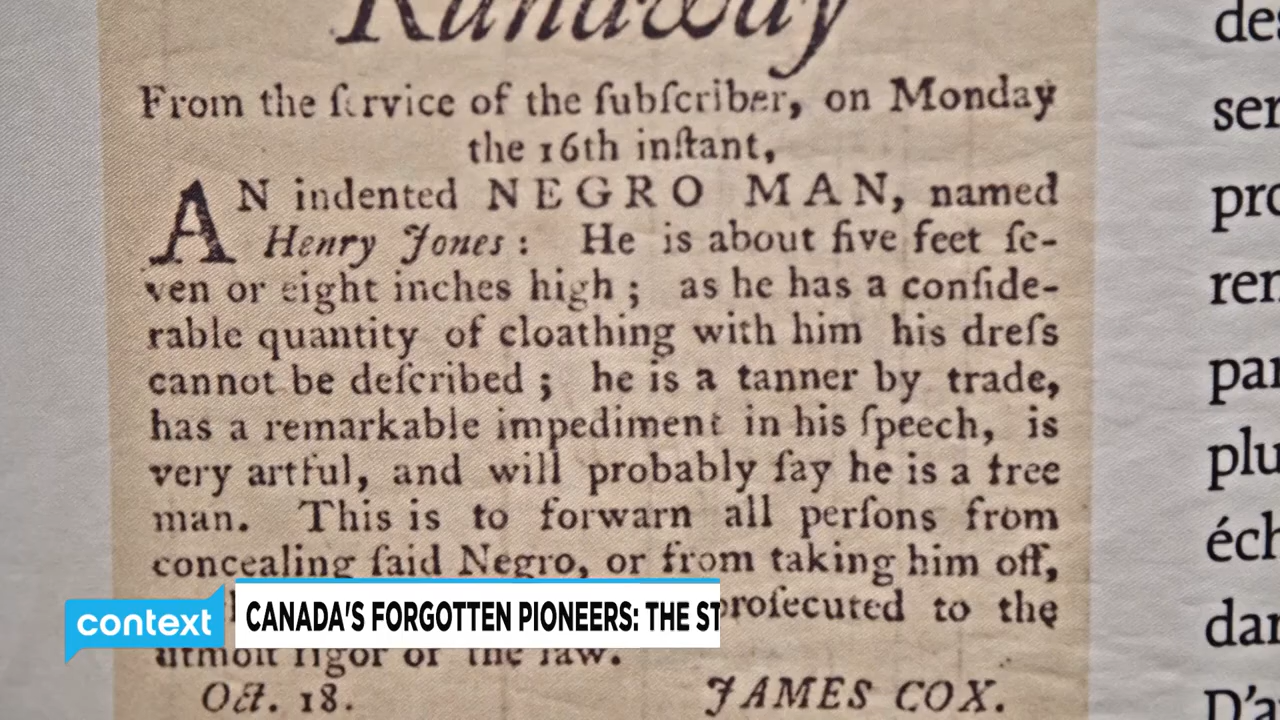 Runaway
From the ſervice of the ſubſcriber, on Monday
the 16th inſtant,
AN indented NEGRO MAN, named
Henry Jones: He is about five feet ſe-
ven or eight inches high; as he has a conſide-
rable quantity of cloathing with him his dreſs
cannot be deſcribed; he is a tanner by trade,
has a remarkable impediment in his ſpeech, is
very artful, and will probably ſay he is a free
man. This is to forwarn all perſons from
concealing ſaid Negro, or from taking him off,
proſecuted to the
utmoſt rigor of the law.
Oct. 18. JAMES COX.
des
ser
pro
ren
par
plu
éch
dan
D'a
context
CANADA'S FORGOTTEN PIONEERS: THE ST